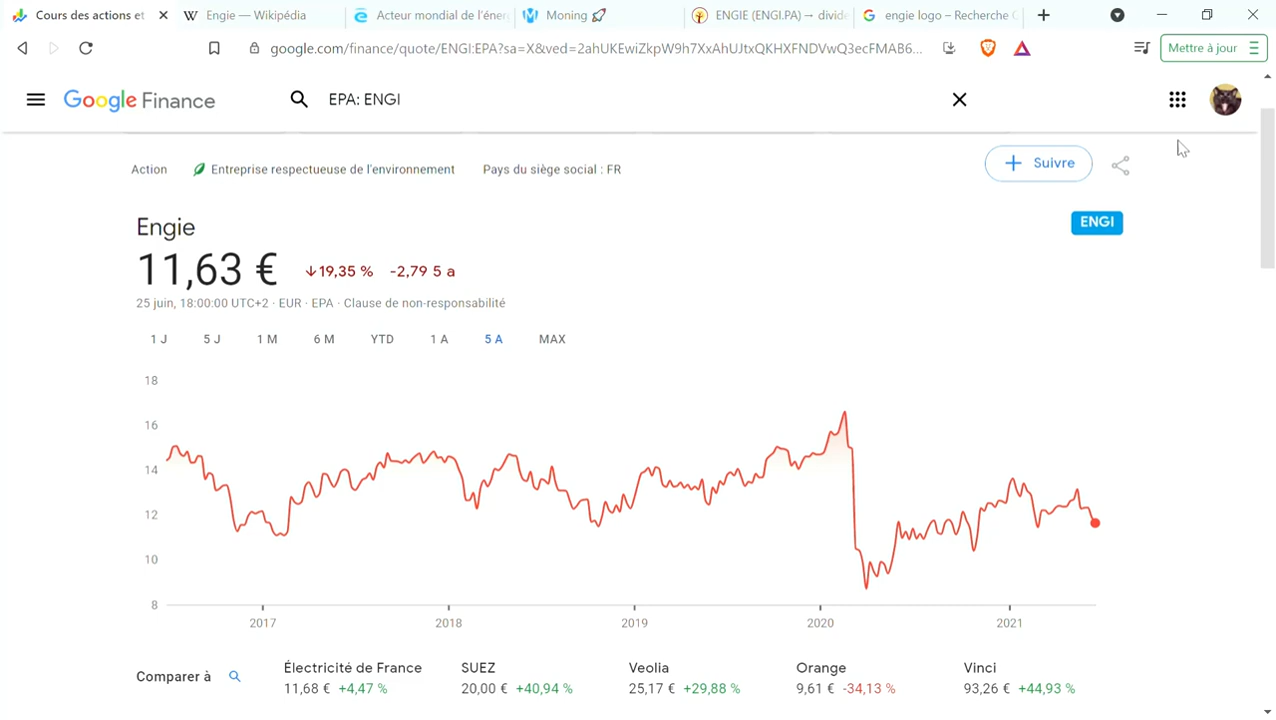 Cours des actions et
Engie — Wikipédia
Acteur mondial de l'éner
Moning 🚀
ENGIE (ENGI.PA) → divide
engie logo – Recherche G
google.com/finance/quote/ENGI:EPA?sa=X&ved=2ahUKEwiZkpW9h7XxAhUJtxQKHXFNDVwQ3ecFMAB6...
Mettre à jour
Google Finance
EPA: ENGI
Action
Entreprise respectueuse de l'environnement
Pays du siège social : FR
Suivre
Engie
ENGI
11,63 €
↓19,35 %
-2,79 5 a
25 juin, 18:00:00 UTC+2 · EUR · EPA · Clause de non-responsabilité
1 J
5 J
1 M
6 M
YTD
1 A
5 A
MAX
18
16
14
12
10
8
2017
2018
2019
2020
2021
Comparer à
Électricité de France
11,68 € +4,47 %
SUEZ
20,00 € +40,94 %
Veolia
25,17 € +29,88 %
Orange
9,61 € -34,13 %
Vinci
93,26 € +44,93 %